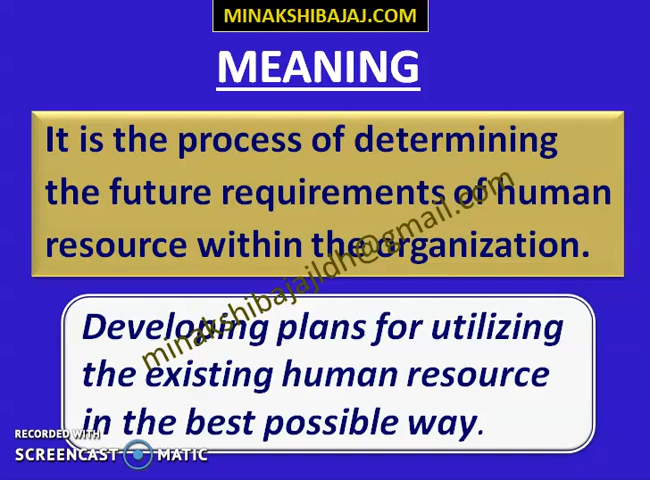 MINAKSHIBAJAJ.COM
MEANING
It is the process of determining
the future requirements of human
resource within the organization.
minakshibajajldh@gmail.com
Developing plans for utilizing
the existing human resource
in the best possible way.
RECORDED WITH
SCREENCAST MATIC